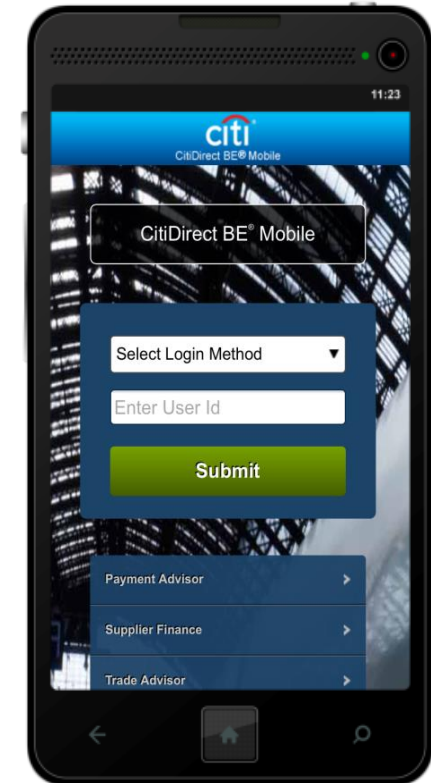 11:23
citi
CitiDirect BE® Mobile
CitiDirect BE® Mobile
Select Login Method
Enter User Id
Submit
Payment Advisor
Supplier Finance
Trade Advisor